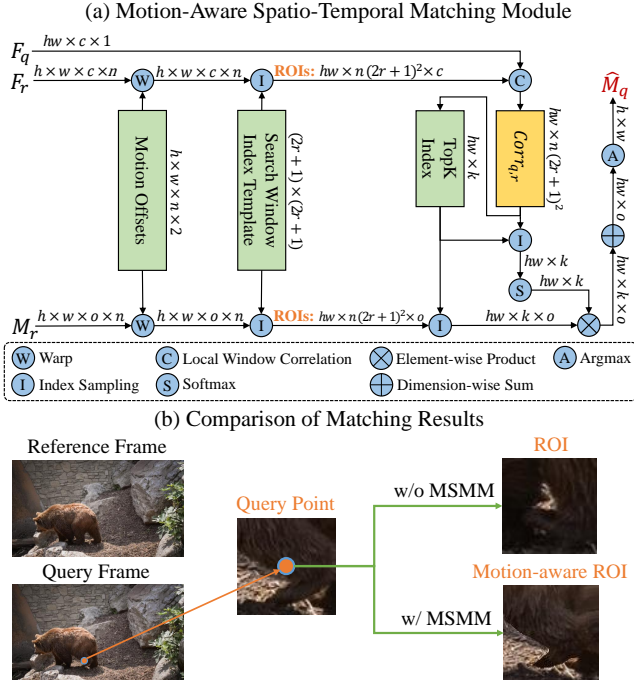 (a) Motion-Aware Spatio-Temporal Matching Module
F_q hw × c × 1
F_r h × w × c × n W h × w × c × n I ROIs: hw × n(2r + 1)² × c C
M̂_q
h × w × n × 2
Motion Offsets
(2r + 1) × (2r + 1)
Search Window
Index Template
TopK
Index
hw × k
Corr_{q,r}
hw × n(2r + 1)²
h × w
A
hw × o
hw × k × o
I
hw × k
S hw × k
M_r h × w × o × n W h × w × o × n I ROIs: hw × n(2r + 1)² × o I hw × k × o
W Warp C Local Window Correlation Element-wise Product A Argmax
I Index Sampling S Softmax Dimension-wise Sum
(b) Comparison of Matching Results
Reference Frame
ROI
Query Point
w/o MSMM
Query Frame
Motion-aware ROI
w/ MSMM